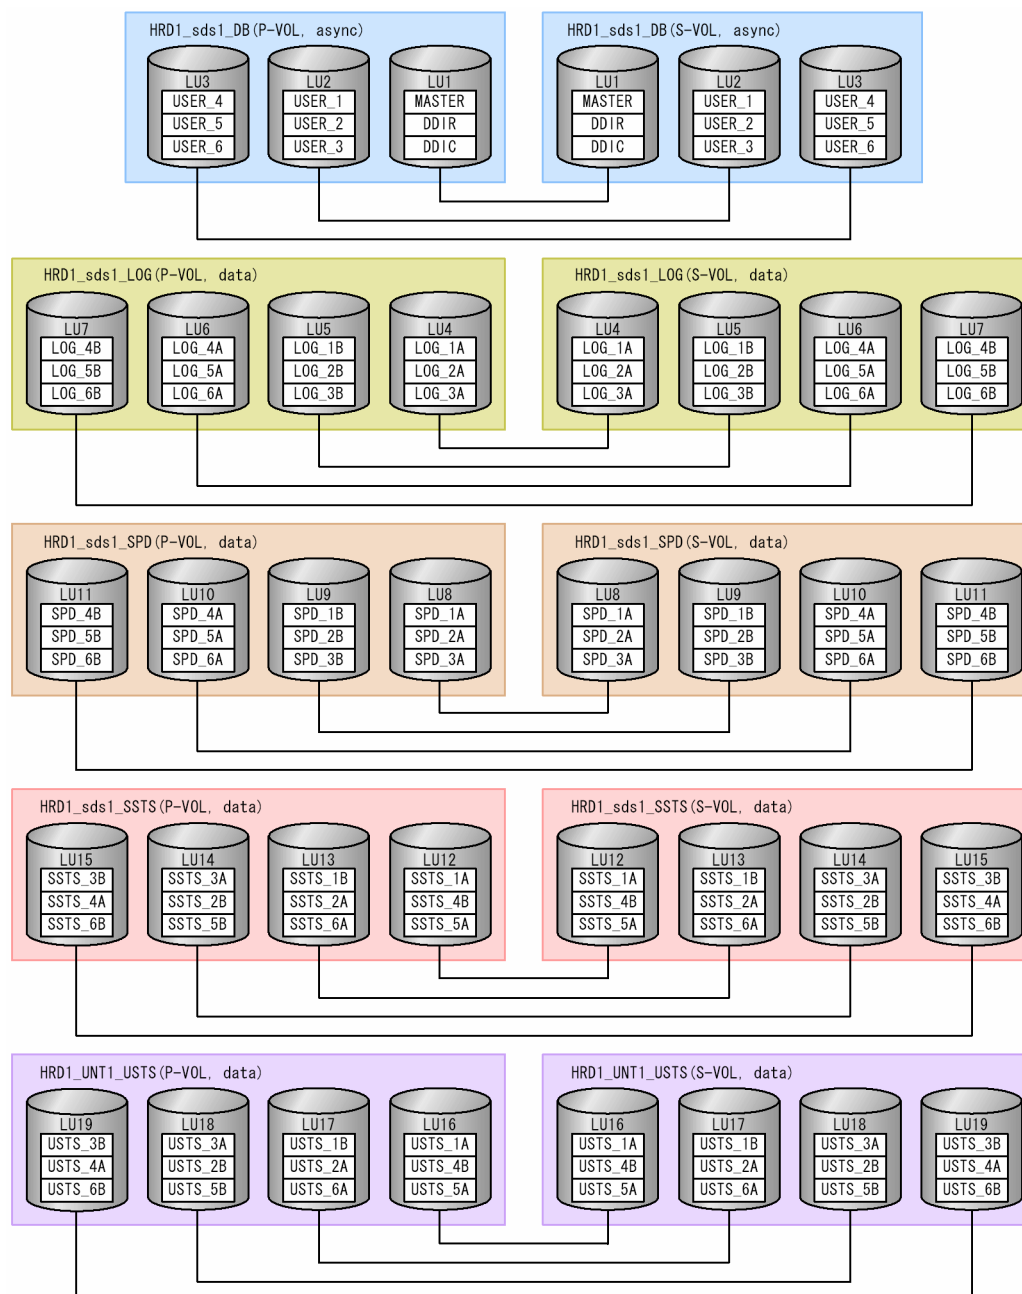 HRD1_sds1_DB(P-VOL, async)
LU3
USER_4
USER_5
USER_6
LU2
USER_1
USER_2
USER_3
LU1
MASTER
DDIR
DDIC
HRD1_sds1_DB(S-VOL, async)
LU1
MASTER
DDIR
DDIC
LU2
USER_1
USER_2
USER_3
LU3
USER_4
USER_5
USER_6
HRD1_sds1_LOG(P-VOL, data)
LU7
LOG_4B
LOG_5B
LOG_6B
LU6
LOG_4A
LOG_5A
LOG_6A
LU5
LOG_1B
LOG_2B
LOG_3B
LU4
LOG_1A
LOG_2A
LOG_3A
HRD1_sds1_LOG(S-VOL, data)
LU4
LOG_1A
LOG_2A
LOG_3A
LU5
LOG_1B
LOG_2B
LOG_3B
LU6
LOG_4A
LOG_5A
LOG_6A
LU7
LOG_4B
LOG_5B
LOG_6B
HRD1_sds1_SPD(P-VOL, data)
LU11
SPD_4B
SPD_5B
SPD_6B
LU10
SPD_4A
SPD_5A
SPD_6A
LU9
SPD_1B
SPD_2B
SPD_3B
LU8
SPD_1A
SPD_2A
SPD_3A
HRD1_sds1_SPD(S-VOL, data)
LU8
SPD_1A
SPD_2A
SPD_3A
LU9
SPD_1B
SPD_2B
SPD_3B
LU10
SPD_4A
SPD_5A
SPD_6A
LU11
SPD_4B
SPD_5B
SPD_6B
HRD1_sds1_SSTS(P-VOL, data)
LU15
SSTS_3B
SSTS_4A
SSTS_6B
LU14
SSTS_3A
SSTS_2B
SSTS_5B
LU13
SSTS_1B
SSTS_2A
SSTS_6A
LU12
SSTS_1A
SSTS_4B
SSTS_5A
HRD1_sds1_SSTS(S-VOL, data)
LU12
SSTS_1A
SSTS_4B
SSTS_5A
LU13
SSTS_1B
SSTS_2A
SSTS_6A
LU14
SSTS_3A
SSTS_2B
SSTS_5B
LU15
SSTS_3B
SSTS_4A
SSTS_6B
HRD1_UNT1_USTS(P-VOL, data)
LU19
USTS_3B
USTS_4A
USTS_6B
LU18
USTS_3A
USTS_2B
USTS_5B
LU17
USTS_1B
USTS_2A
USTS_6A
LU16
USTS_1A
USTS_4B
USTS_5A
HRD1_UNT1_USTS(S-VOL, data)
LU16
USTS_1A
USTS_4B
USTS_5A
LU17
USTS_1B
USTS_2A
USTS_6A
LU18
USTS_3A
USTS_2B
USTS_5B
LU19
USTS_3B
USTS_4A
USTS_6B